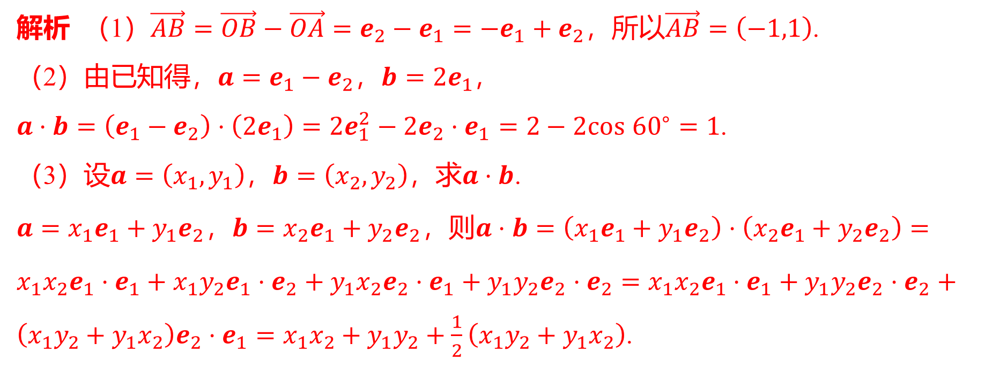 解析 （1）$\overrightarrow{AB} = \overrightarrow{OB} - \overrightarrow{OA} = \boldsymbol{e}_2 - \boldsymbol{e}_1 = -\boldsymbol{e}_1 + \boldsymbol{e}_2$，所以$\overrightarrow{AB} = (-1,1)$.
（2）由已知得，$\boldsymbol{a} = \boldsymbol{e}_1 - \boldsymbol{e}_2$，$\boldsymbol{b} = 2\boldsymbol{e}_1$，
$\boldsymbol{a} \cdot \boldsymbol{b} = (\boldsymbol{e}_1 - \boldsymbol{e}_2) \cdot (2\boldsymbol{e}_1) = 2\boldsymbol{e}_1^2 - 2\boldsymbol{e}_2 \cdot \boldsymbol{e}_1 = 2 - 2\cos 60^\circ = 1$.
（3）设$\boldsymbol{a} = (x_1, y_1)$，$\boldsymbol{b} = (x_2, y_2)$，求$\boldsymbol{a} \cdot \boldsymbol{b}$.
$\boldsymbol{a} = x_1\boldsymbol{e}_1 + y_1\boldsymbol{e}_2$，$\boldsymbol{b} = x_2\boldsymbol{e}_1 + y_2\boldsymbol{e}_2$，则$\boldsymbol{a} \cdot \boldsymbol{b} = (x_1\boldsymbol{e}_1 + y_1\boldsymbol{e}_2) \cdot (x_2\boldsymbol{e}_1 + y_2\boldsymbol{e}_2) =$
$x_1x_2\boldsymbol{e}_1 \cdot \boldsymbol{e}_1 + x_1y_2\boldsymbol{e}_1 \cdot \boldsymbol{e}_2 + y_1x_2\boldsymbol{e}_2 \cdot \boldsymbol{e}_1 + y_1y_2\boldsymbol{e}_2 \cdot \boldsymbol{e}_2 = x_1x_2\boldsymbol{e}_1 \cdot \boldsymbol{e}_1 + y_1y_2\boldsymbol{e}_2 \cdot \boldsymbol{e}_2 +$
$(x_1y_2 + y_1x_2)\boldsymbol{e}_2 \cdot \boldsymbol{e}_1 = x_1x_2 + y_1y_2 + \frac{1}{2}(x_1y_2 + y_1x_2)$.